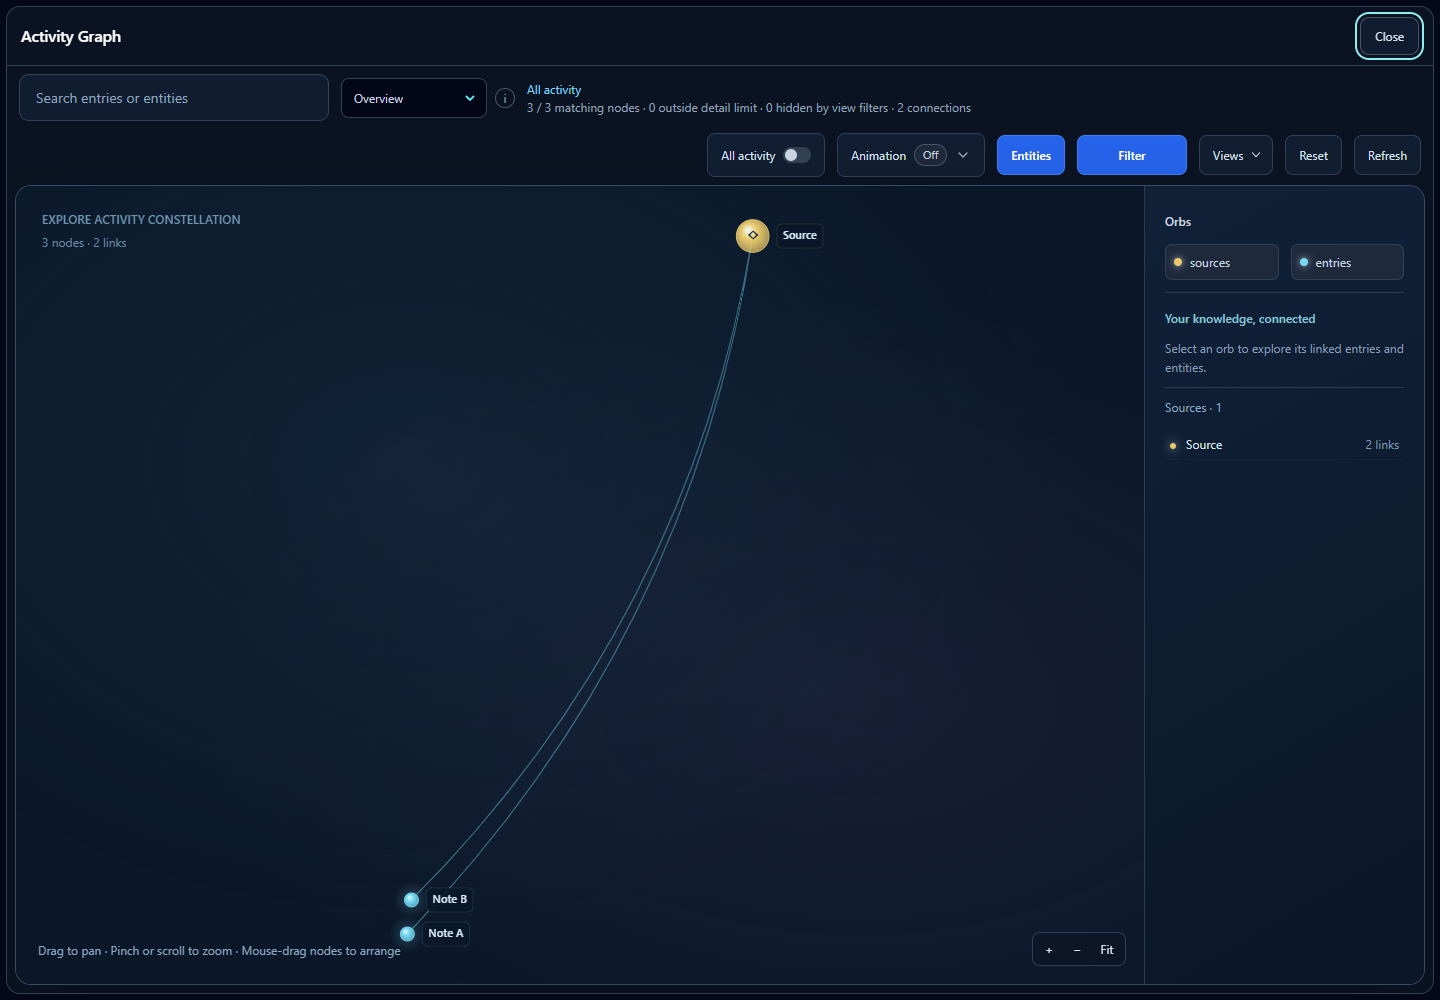 Activity Graph
Close
Search entries or entities
Overview
i
All activity
3 / 3 matching nodes · 0 outside detail limit · 0 hidden by view filters · 2 connections
All activity
Animation Off
Entities
Filter
Views
Reset
Refresh
EXPLORE ACTIVITY CONSTELLATION
3 nodes · 2 links
Source
Note B
Note A
Drag to pan · Pinch or scroll to zoom · Mouse-drag nodes to arrange
+ − Fit
Orbs
sources
entries
Your knowledge, connected
Select an orb to explore its linked entries and
entities.
Sources · 1
Source 2 links